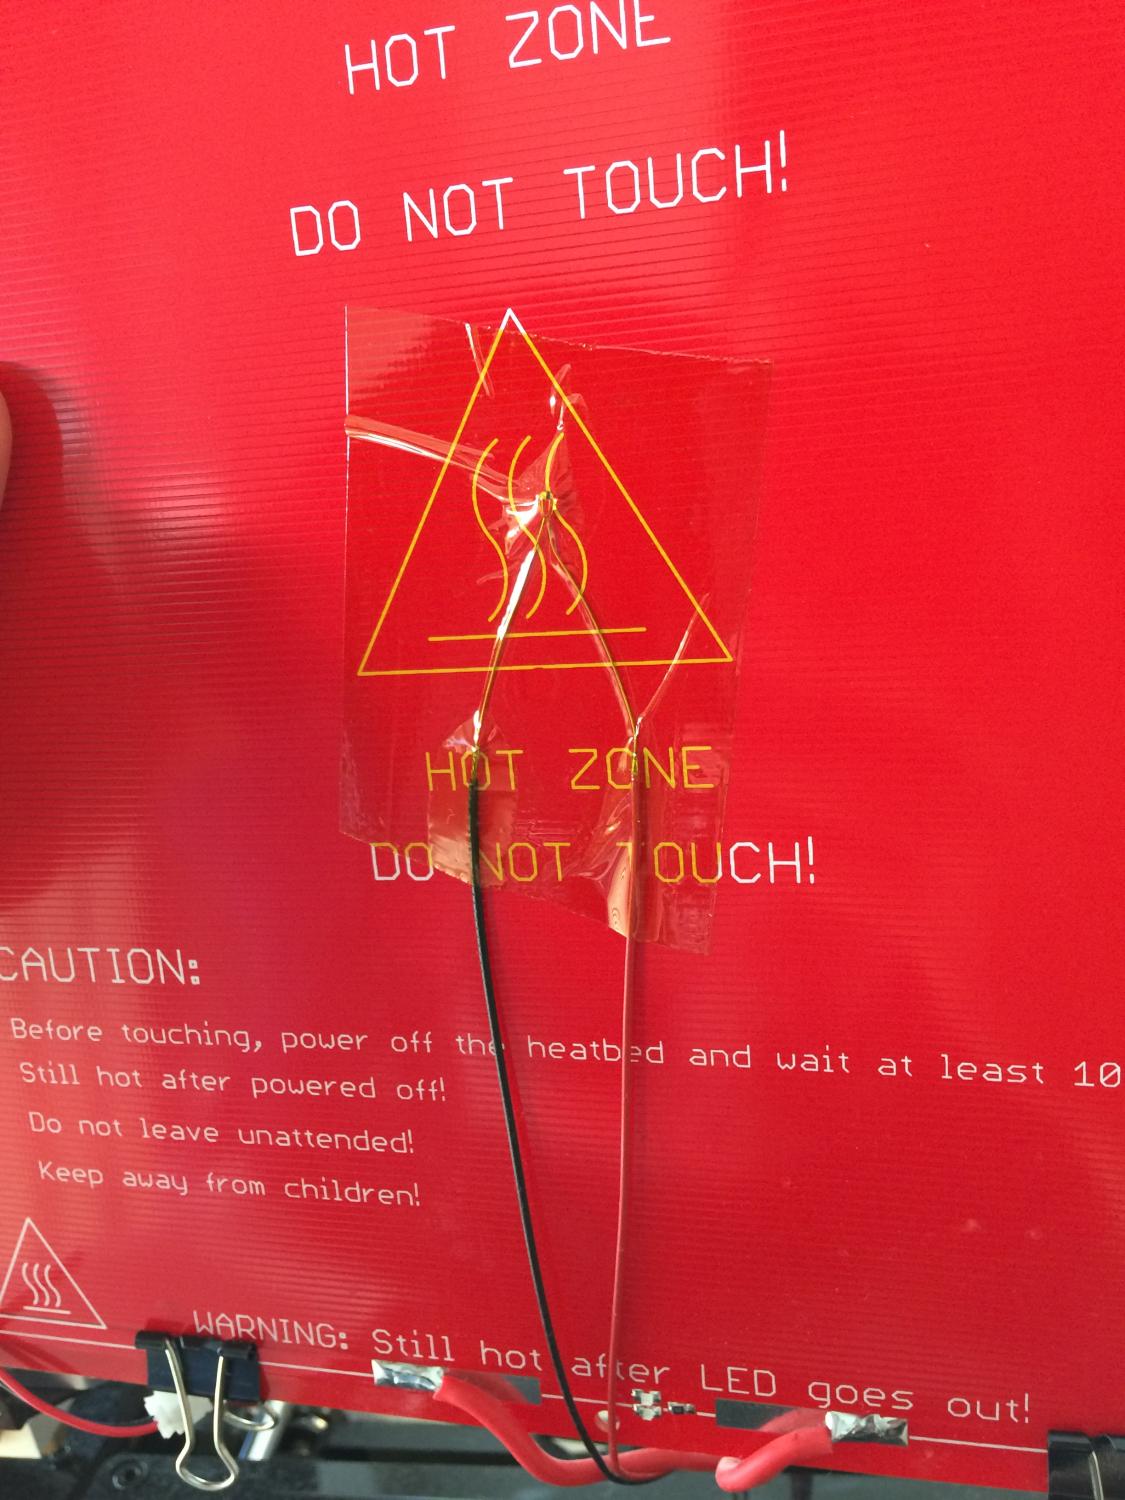 HOT ZONE
DO NOT TOUCH!
HOT ZONE
DO NOT TOUCH!
CAUTION:
Before touching, power off the heatbed and wait at least 10
Still hot after powered off!
Do not leave unattended!
Keep away from children!
WARNING: Still hot after LED goes out!